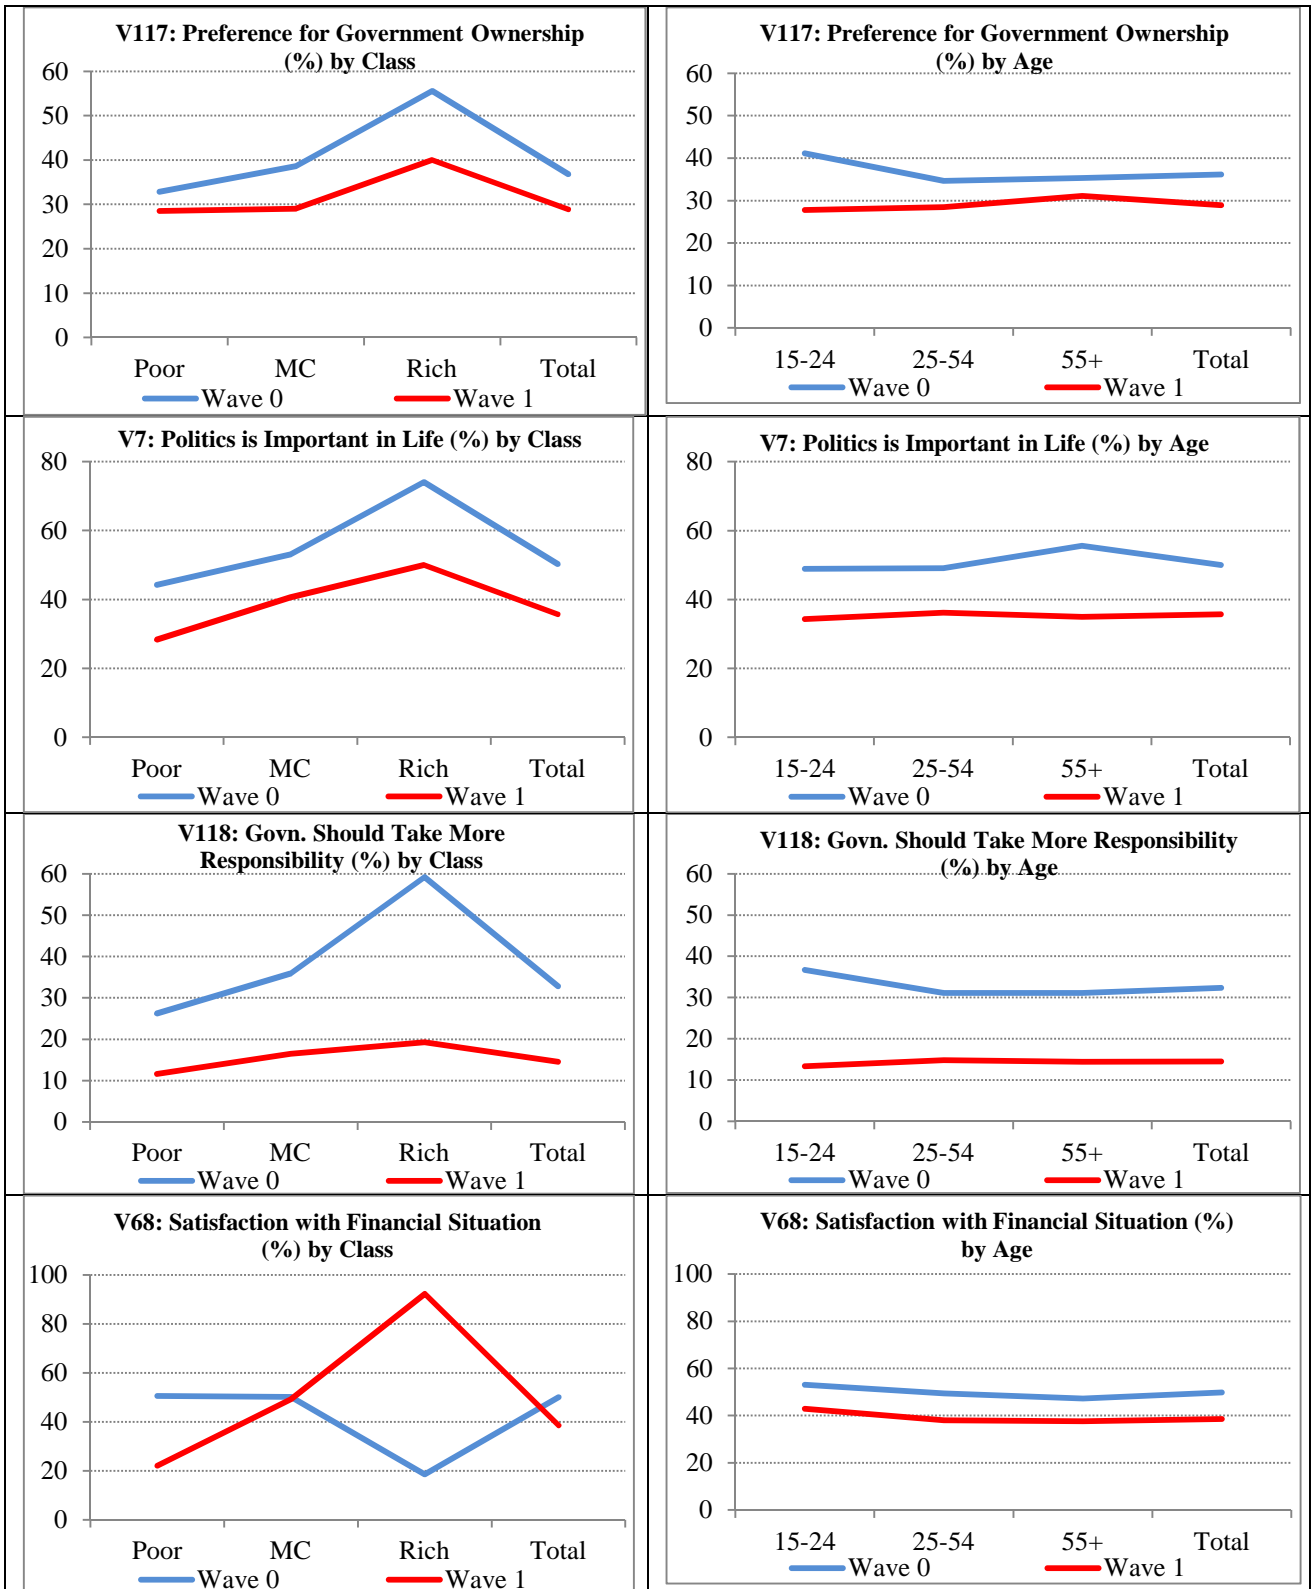 V117: Preference for Government Ownership
(%) by Class
60
50
40
30
20
10
0
Poor MC Rich Total
Wave 0 Wave 1
V117: Preference for Government Ownership
(%) by Age
60
50
40
30
20
10
0
15-24 25-54 55+ Total
Wave 0 Wave 1
V7: Politics is Important in Life (%) by Class
80
60
40
20
0
Poor MC Rich Total
Wave 0 Wave 1
V7: Politics is Important in Life (%) by Age
80
60
40
20
0
15-24 25-54 55+ Total
Wave 0 Wave 1
V118: Govn. Should Take More
Responsibility (%) by Class
60
50
40
30
20
10
0
Poor MC Rich Total
Wave 0 Wave 1
V118: Govn. Should Take More Responsibility
(%) by Age
60
50
40
30
20
10
0
15-24 25-54 55+ Total
Wave 0 Wave 1
V68: Satisfaction with Financial Situation
(%) by Class
100
80
60
40
20
0
Poor MC Rich Total
Wave 0 Wave 1
V68: Satisfaction with Financial Situation (%)
by Age
100
80
60
40
20
0
15-24 25-54 55+ Total
Wave 0 Wave 1